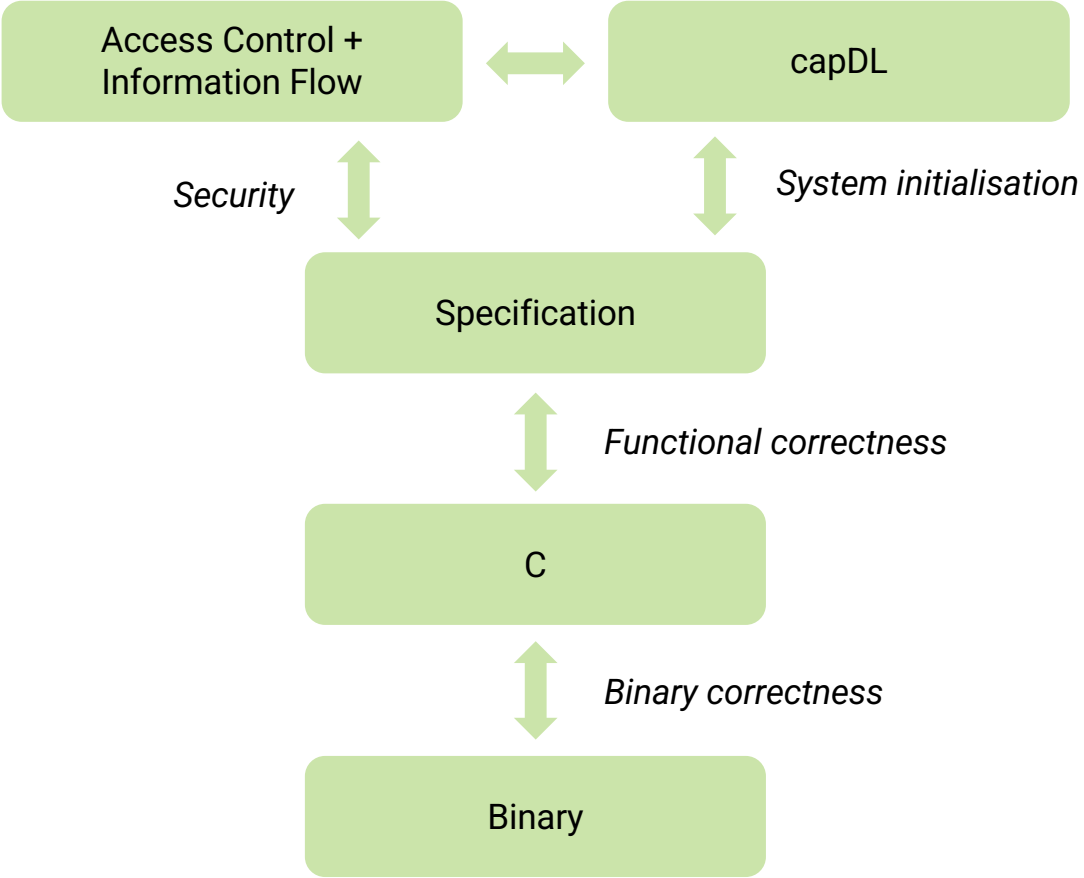 Access Control +
Information Flow
capDL
Security
System initialisation
Specification
Functional correctness
C
Binary correctness
Binary